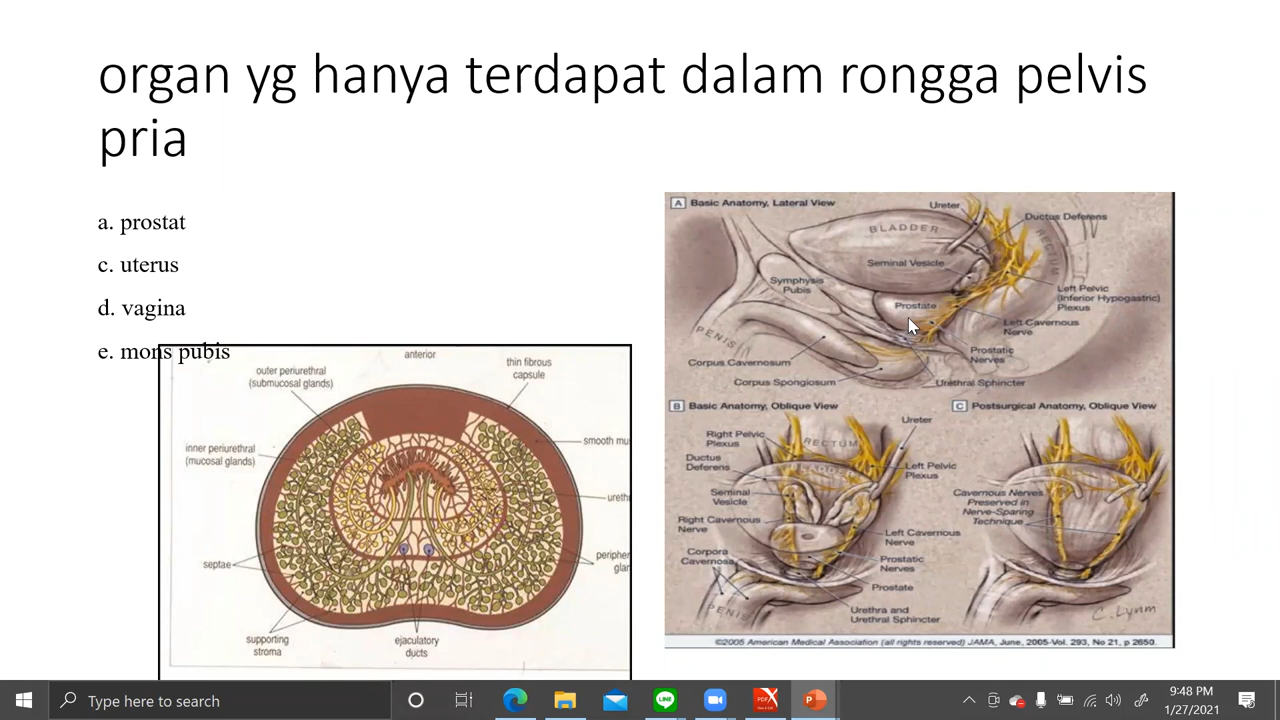 organ yg hanya terdapat dalam rongga pelvis
pria
a. prostat
c. uterus
d. vagina
e. mons pubis
anterior
thin fibrous
capsule
outer periurethral
(submucosal glands)
inner periurethral
(mucosal glands)
smooth mu
ureth
peripher
glan
septae
supporting
stroma
ejaculatory
ducts
A Basic Anatomy, Lateral View
Ureter
Ductus Deferens
BLADDER
RECTUM
Seminal Vesicle
Symphysis
Pubis
Left Pelvic
(Inferior Hypogastric)
Plexus
Prostate
PENIS
Left Cavernous
Nerve
Prostatic
Nerves
Corpus Cavernosum
Corpus Spongiosum
Urethral Sphincter
B Basic Anatomy, Oblique View
Right Pelvic
Plexus
RECTUM
Ureter
Ductus
Deferens
BLADDER
Left Pelvic
Plexus
Seminal
Vesicle
Right Cavernous
Nerve
Left Cavernous
Nerve
Corpora
Cavernosa
Prostatic
Nerves
Prostate
PENIS
Urethra and
Urethral Sphincter
C Postsurgical Anatomy, Oblique View
Cavernous Nerves
Preserved in
Nerve-Sparing
Technique
C. Lynm
©2005 American Medical Association (all rights reserved) JAMA, June, 2005-Vol. 293, No 21, p 2650.
Type here to search
9:48 PM
1/27/2021